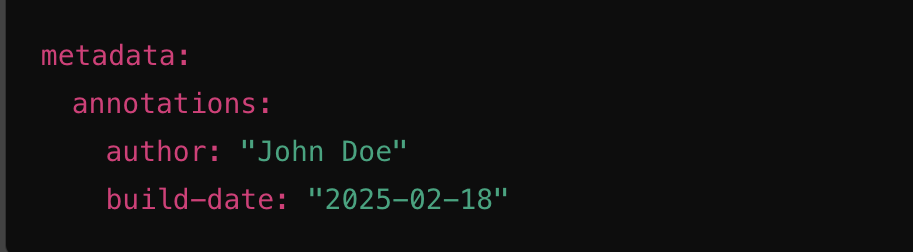 metadata:
  annotations:
    author: "John Doe"
    build-date: "2025-02-18"